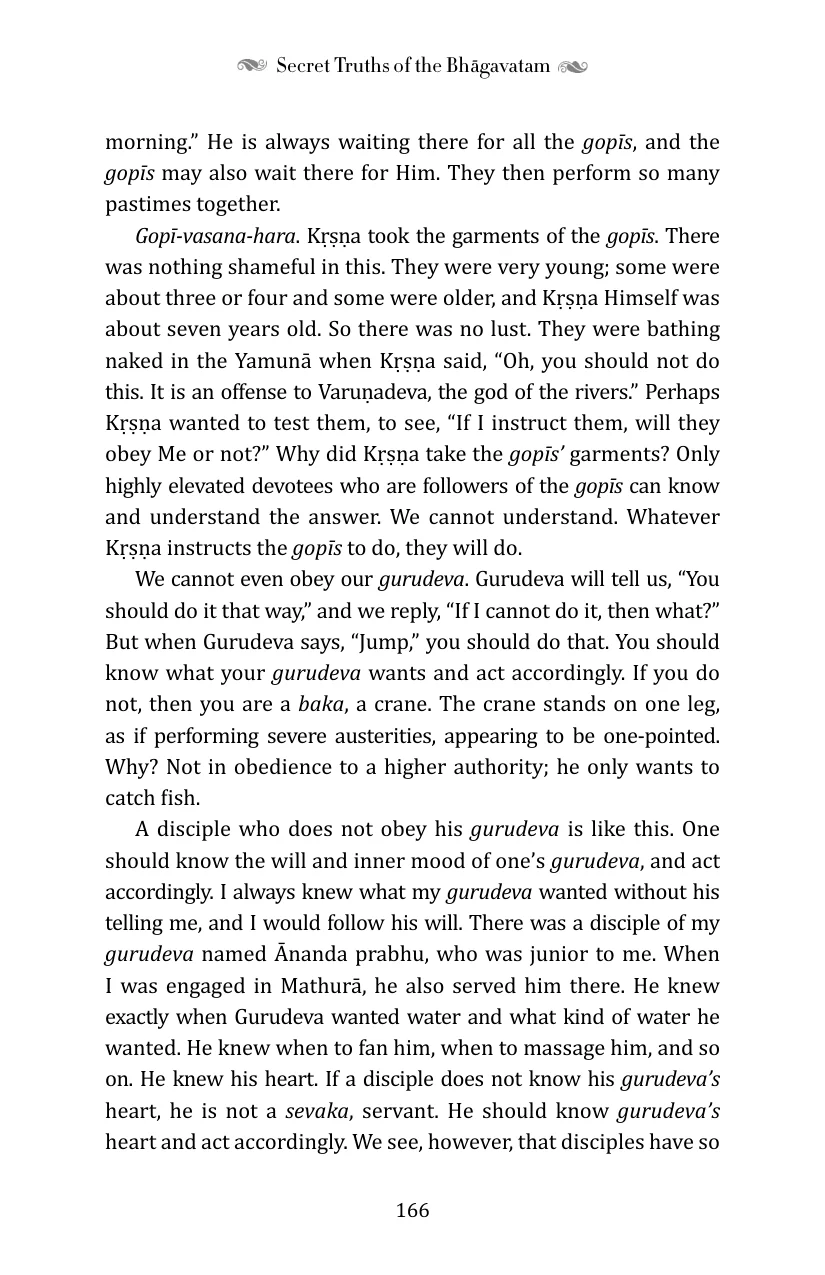 Secret Truths of the Bhāgavatam
morning.” He is always waiting there for all the gopīs, and the
gopīs may also wait there for Him. They then perform so many
pastimes together.
Gopī-vasana-hara. Kṛṣṇa took the garments of the gopīs. There
was nothing shameful in this. They were very young; some were
about three or four and some were older, and Kṛṣṇa Himself was
about seven years old. So there was no lust. They were bathing
naked in the Yamunā when Kṛṣṇa said, “Oh, you should not do
this. It is an offense to Varuṇadeva, the god of the rivers.” Perhaps
Kṛṣṇa wanted to test them, to see, “If I instruct them, will they
obey Me or not?” Why did Kṛṣṇa take the gopīs’ garments? Only
highly elevated devotees who are followers of the gopīs can know
and understand the answer. We cannot understand. Whatever
Kṛṣṇa instructs the gopīs to do, they will do.
We cannot even obey our gurudeva. Gurudeva will tell us, “You
should do it that way,” and we reply, “If I cannot do it, then what?”
But when Gurudeva says, “Jump,” you should do that. You should
know what your gurudeva wants and act accordingly. If you do
not, then you are a baka, a crane. The crane stands on one leg,
as if performing severe austerities, appearing to be one-pointed.
Why? Not in obedience to a higher authority; he only wants to
catch fish.
A disciple who does not obey his gurudeva is like this. One
should know the will and inner mood of one’s gurudeva, and act
accordingly. I always knew what my gurudeva wanted without his
telling me, and I would follow his will. There was a disciple of my
gurudeva named Ānanda prabhu, who was junior to me. When
I was engaged in Mathurā, he also served him there. He knew
exactly when Gurudeva wanted water and what kind of water he
wanted. He knew when to fan him, when to massage him, and so
on. He knew his heart. If a disciple does not know his gurudeva’s
heart, he is not a sevaka, servant. He should know gurudeva’s
heart and act accordingly. We see, however, that disciples have so
166